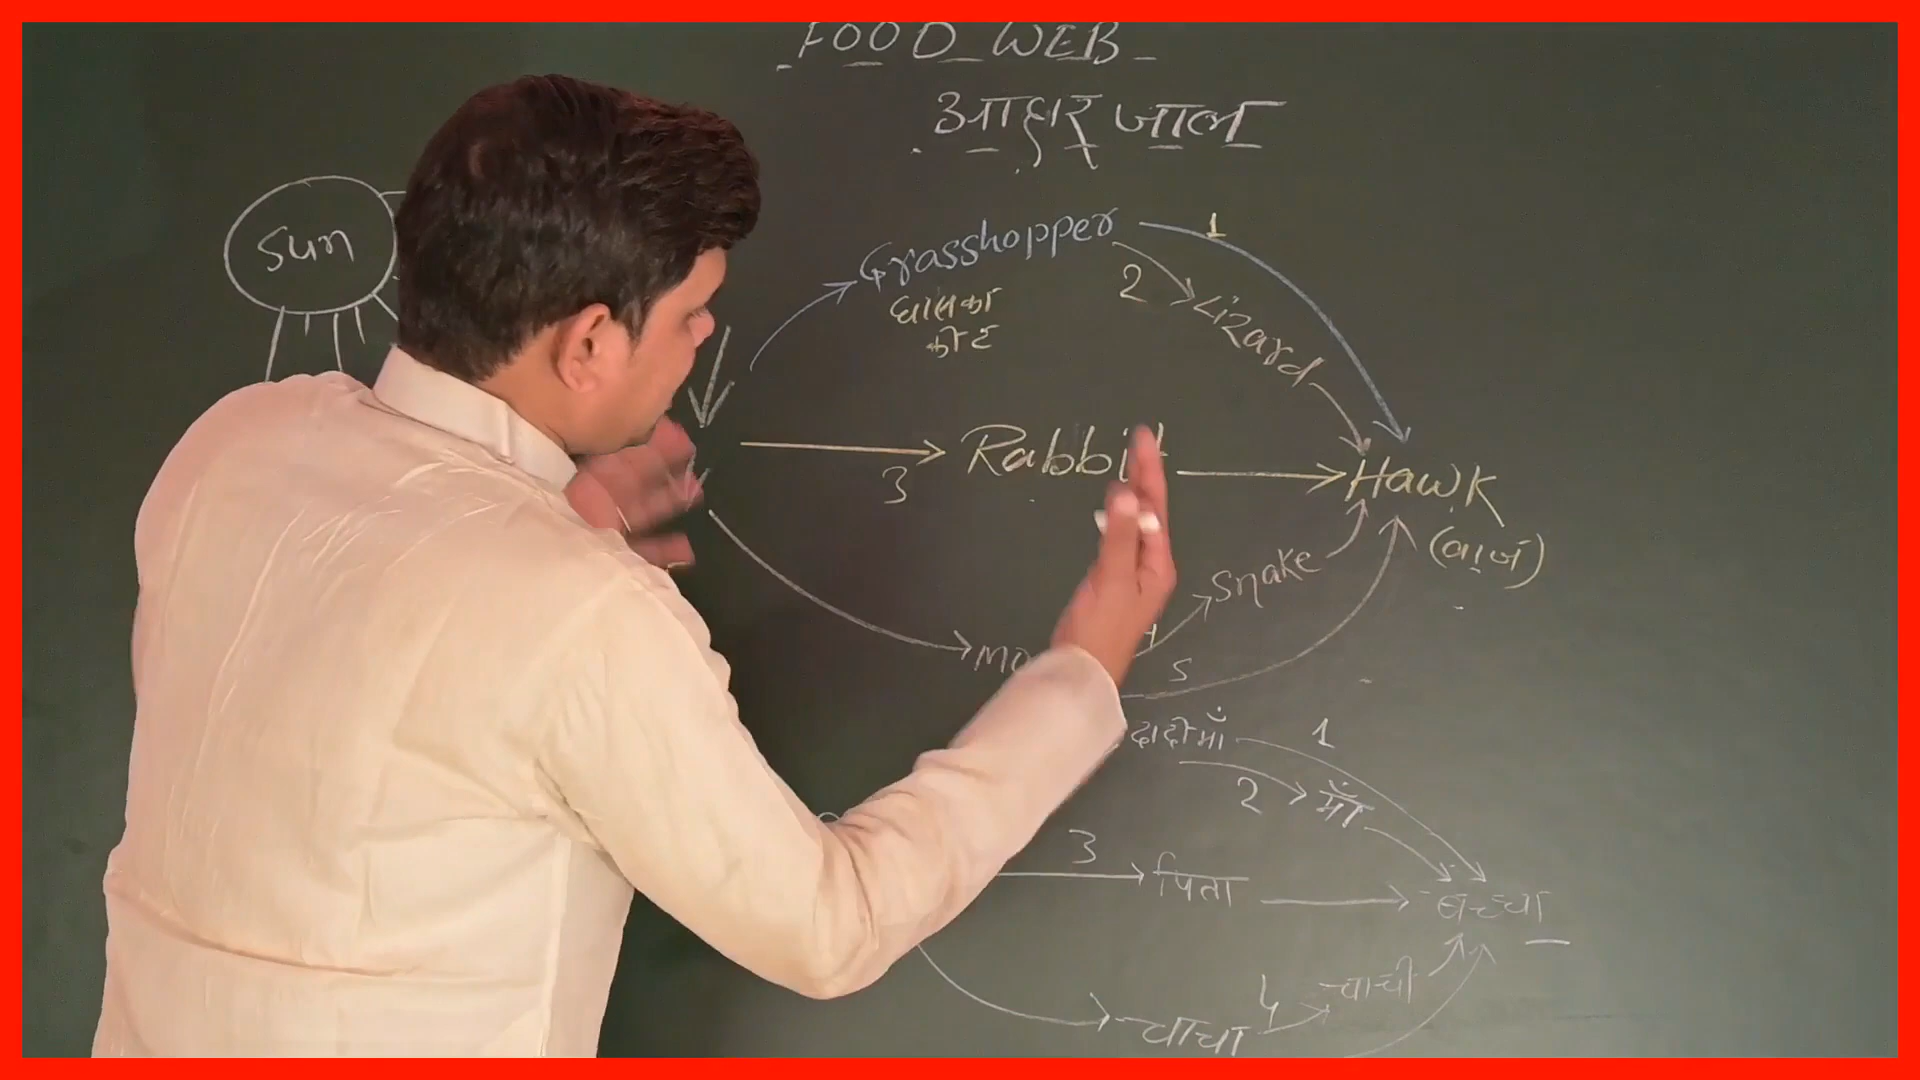 FOOD WEB
आहार जाल
Sun
Grasshopper
1
घास का
कीट
2
Lizard
3
Rabbit
Hawk
(बाज)
Snake
5
दादी माँ
1
2
माँ
3
पिता
बच्चा
चाची
4
चाचा